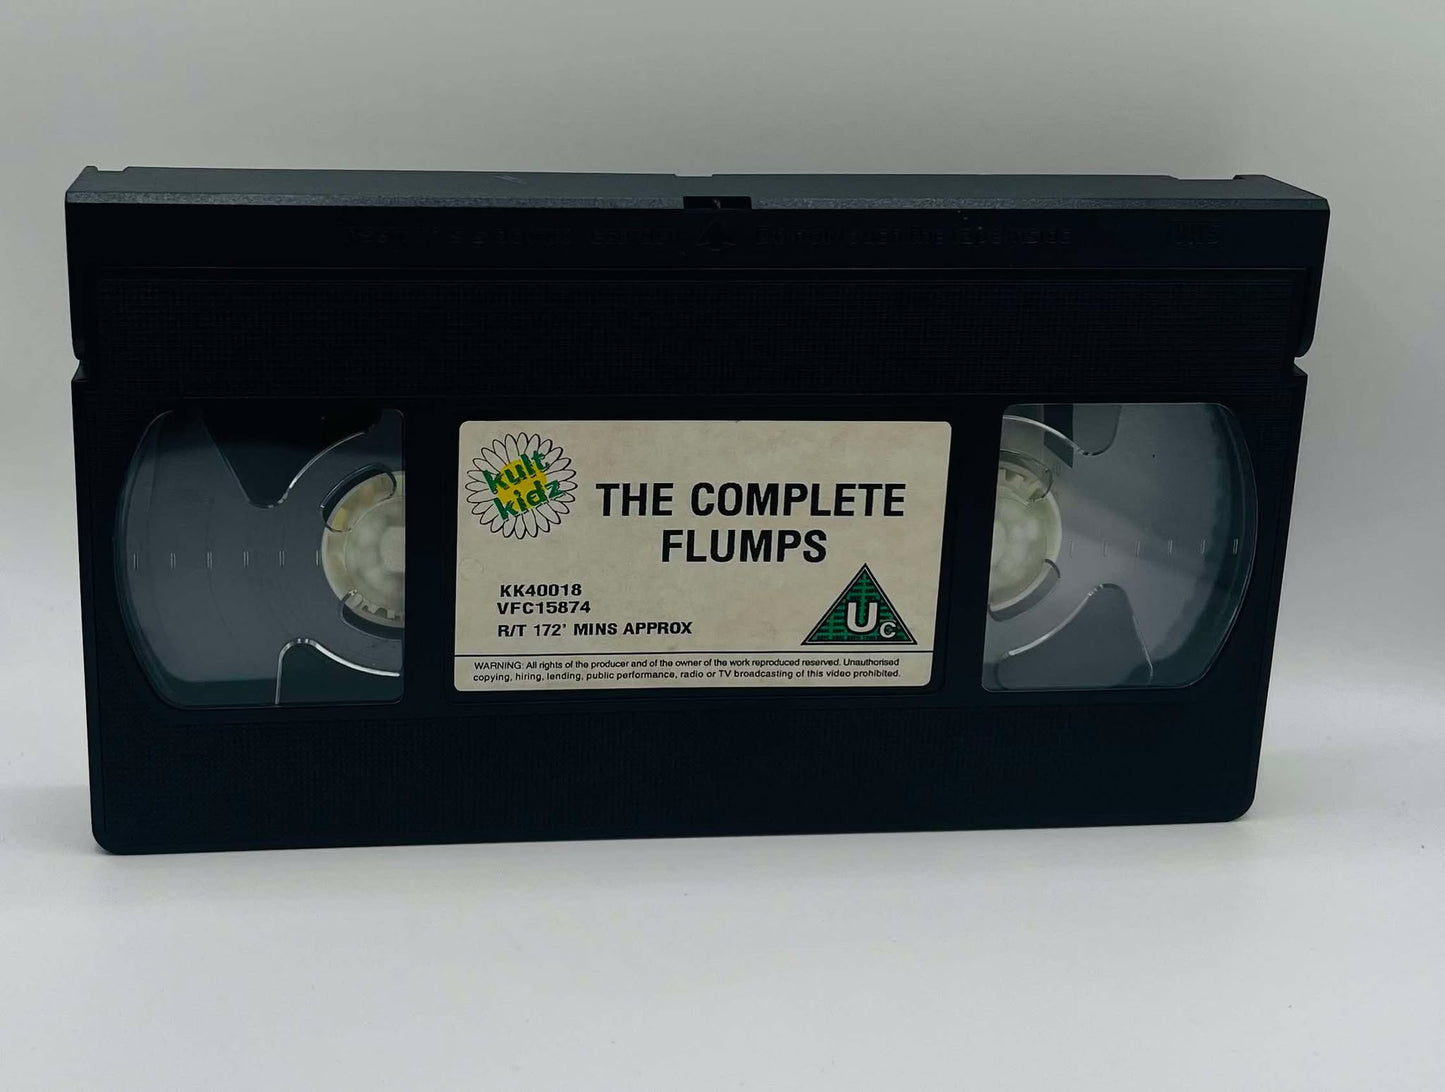 VHS
kult
kidz
THE COMPLETE
FLUMPS
KK40018
VFC15874
R/T 172' MINS APPROX
Uc
WARNING: All rights of the producer and of the owner of the work reproduced reserved. Unauthorised
copying, hiring, lending, public performance, radio or TV broadcasting of this video prohibited.